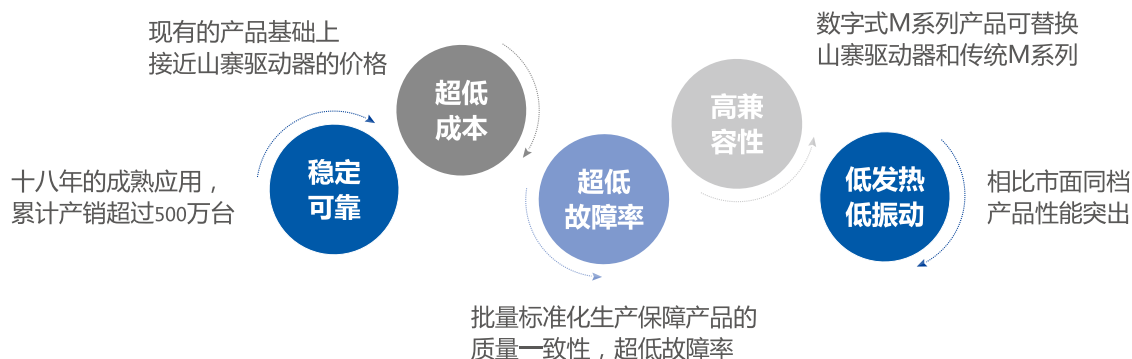 现有的产品基础上
接近山寨驱动器的价格
超低
成本
数字式M系列产品可替换
山寨驱动器和传统M系列
高兼
容性
十八年的成熟应用，
累计产销超过500万台
稳定
可靠
超低
故障率
批量标准化生产保障产品的
质量一致性，超低故障率
低发热
低振动
相比市面同档
产品性能突出